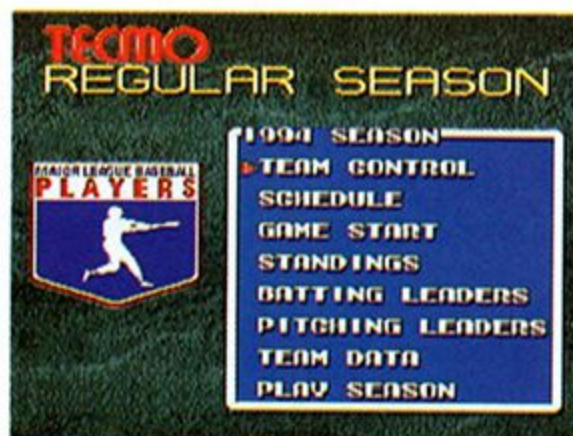 TECMO
REGULAR SEASON
MAJOR LEAGUE BASEBALL
PLAYERS
1994 SEASON
TEAM CONTROL
SCHEDULE
GAME START
STANDINGS
BATTING LEADERS
PITCHING LEADERS
TEAM DATA
PLAY SEASON